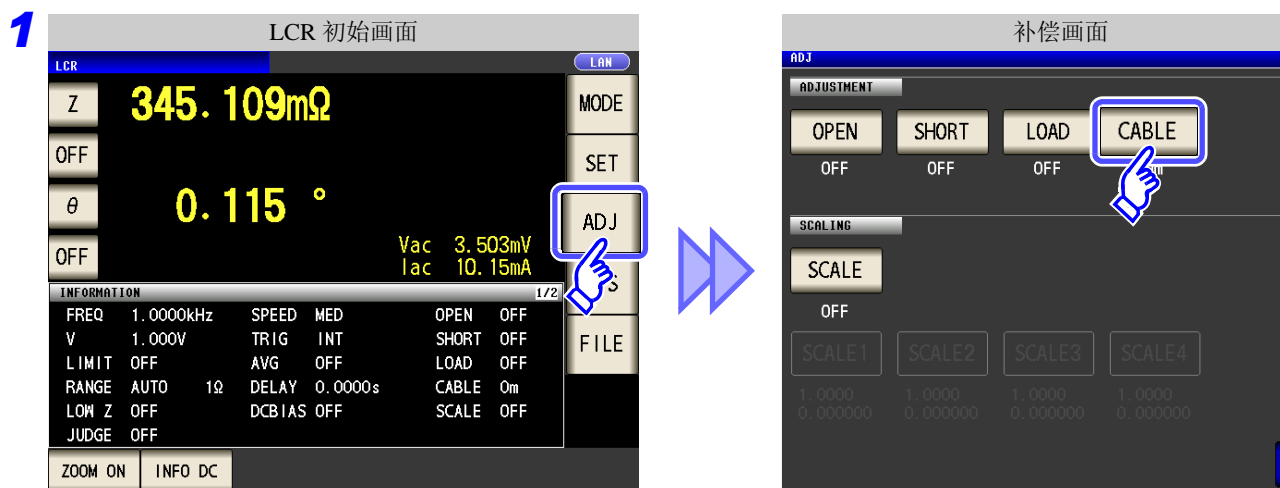 1
LCR 初始画面
LCR
LAN
Z 345.109mΩ
OFF
θ 0.115 °
OFF
Vac 3.503mV
Iac 10.15mA
MODE
SET
ADJ
FILE
INFORMATION 1/2
FREQ 1.0000kHz SPEED MED OPEN OFF
V 1.000V TRIG INT SHORT OFF
LIMIT OFF AVG OFF LOAD OFF
RANGE AUTO 1Ω DELAY 0.0000s CABLE 0m
LOW Z OFF DCBIAS OFF SCALE OFF
JUDGE OFF
ZOOM ON INFO DC
补偿画面
ADJ
ADJUSTMENT
OPEN SHORT LOAD CABLE
OFF OFF OFF
SCALING
SCALE
OFF
SCALE1 SCALE2 SCALE3 SCALE4
1.0000 1.0000 1.0000 1.0000
0.000000 0.000000 0.000000 0.000000